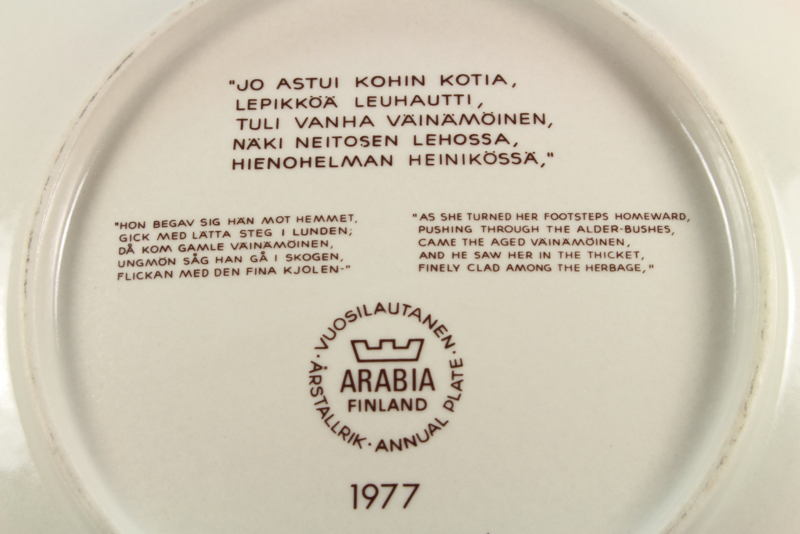 "JO ASTUI KOHIN KOTIA,
LEPIKKÖÄ LEUHAUTTI,
TULI VANHA VÄINÄMÖINEN,
NÄKI NEITOSEN LEHOSSA,
HIENOHELMAN HEINIKÖSSÄ,"
"HON BEGAV SIG HÄN MOT HEMMET,
GICK MED LÄTTA STEG I LUNDEN;
DÅ KOM GAMLE VÄINÄMÖINEN,
UNGMÖN SÅG HAN GÅ I SKOGEN,
FLICKAN MED DEN FINA KJOLEN-"
"AS SHE TURNED HER FOOTSTEPS HOMEWARD,
PUSHING THROUGH THE ALDER-BUSHES,
CAME THE AGED VÄINÄMÖINEN,
AND HE SAW HER IN THE THICKET,
FINELY CLAD AMONG THE HERBAGE,"
· VUOSILAUTANEN ·
ARABIA
FINLAND
ÅRSTALLRIK · ANNUAL PLATE
1977